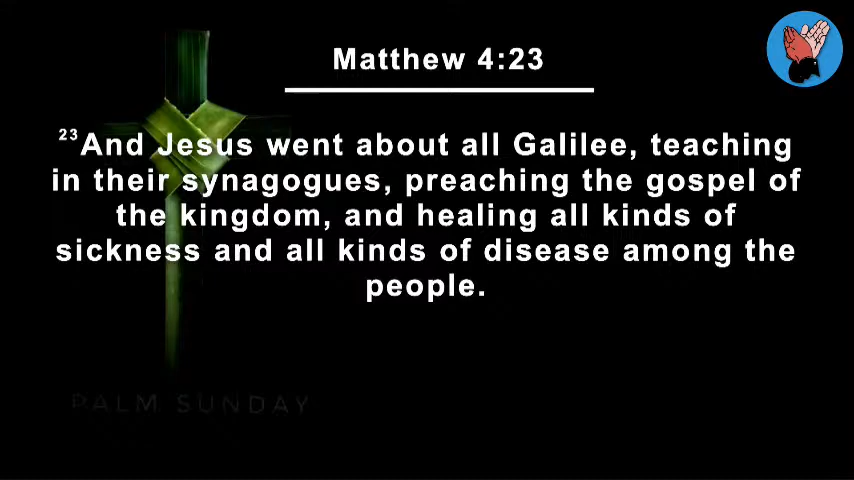 Matthew 4:23
23And Jesus went about all Galilee, teaching
in their synagogues, preaching the gospel of
the kingdom, and healing all kinds of
sickness and all kinds of disease among the
people.
PALM SUNDAY